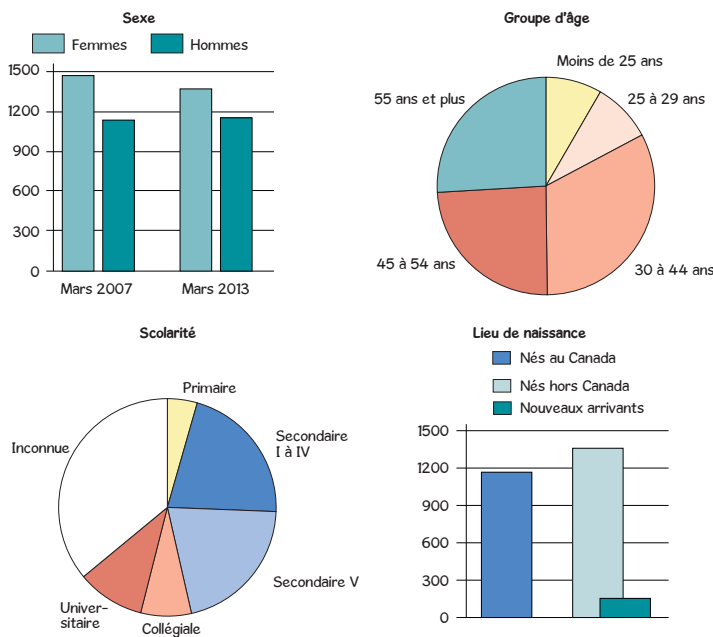 Sexe
Femmes
Hommes
1500
1200
900
600
300
0
Mars 2007
Mars 2013
Groupe d'âge
Moins de 25 ans
25 à 29 ans
30 à 44 ans
45 à 54 ans
55 ans et plus
Scolarité
Primaire
Secondaire
I à IV
Secondaire V
Collégiale
Univer-
sitaire
Inconnue
Lieu de naissance
Nés au Canada
Nés hors Canada
Nouveaux arrivants
1500
1200
900
600
300
0